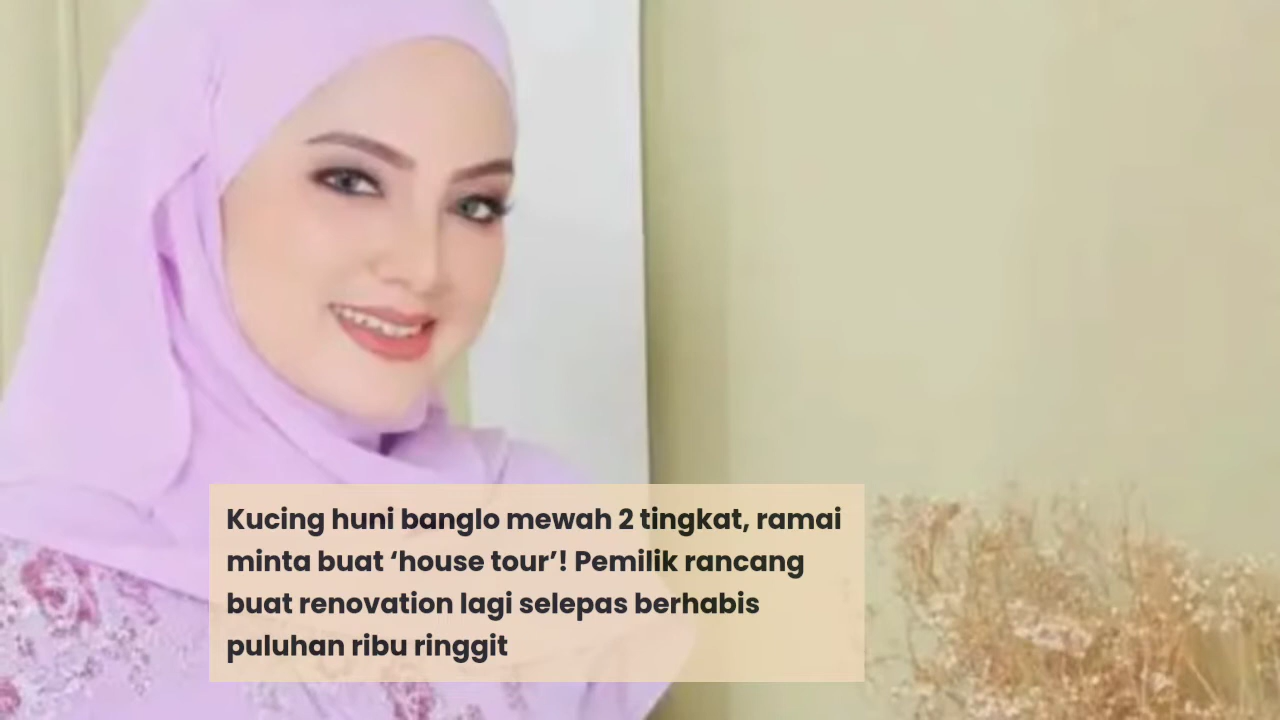 Kucing huni banglo mewah 2 tingkat, ramai
minta buat ‘house tour’! Pemilik rancang
buat renovation lagi selepas berhabis
puluhan ribu ringgit